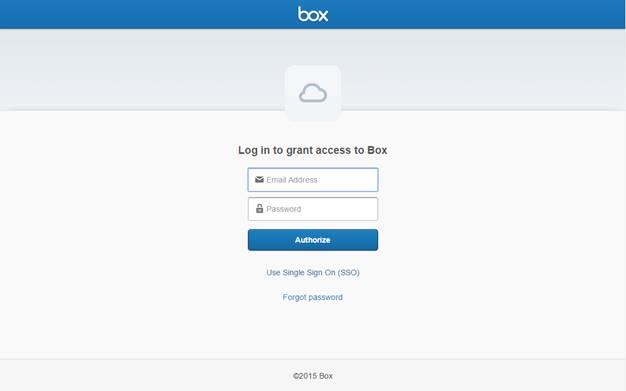 box
Log in to grant access to Box
Email Address
Password
Authorize
Use Single Sign On (SSO)
Forgot password
©2015 Box